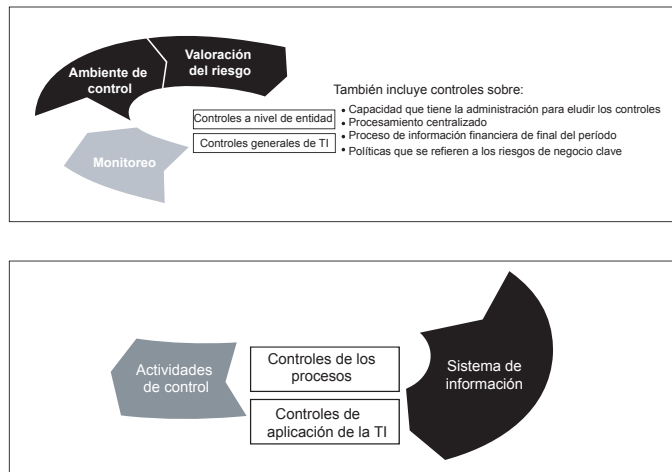 Ambiente de
control
Valoración
del riesgo
Monitoreo
Controles a nivel de entidad
Controles generales de TI
También incluye controles sobre:
• Capacidad que tiene la administración para eludir los controles
• Procesamiento centralizado
• Proceso de información financiera de final del período
• Políticas que se refieren a los riesgos de negocio clave
Actividades
de control
Controles de los
procesos
Controles de
aplicación de la TI
Sistema de
información